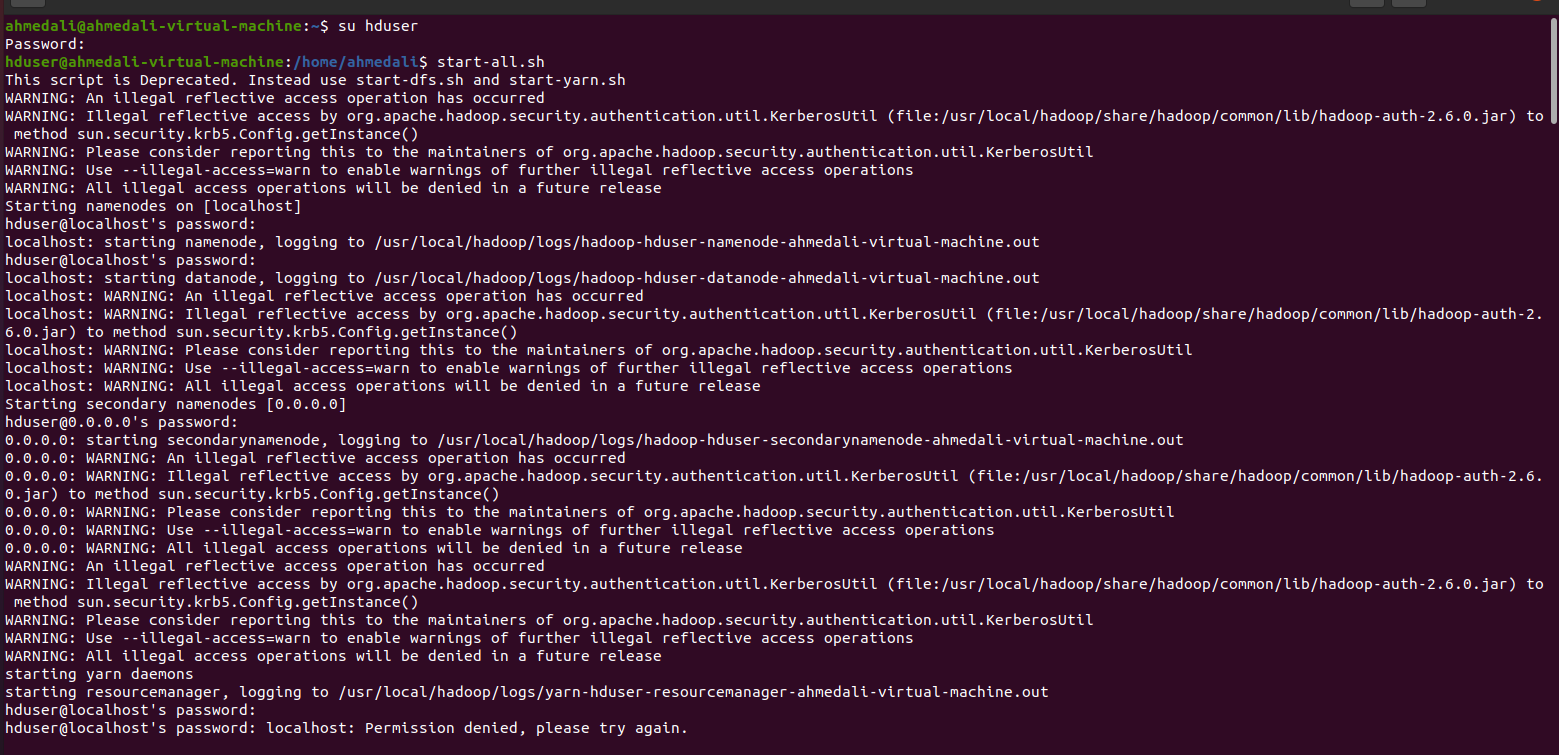 ahmedali@ahmedali-virtual-machine:~$ su hduser
Password:
hduser@ahmedali-virtual-machine:/home/ahmedali$ start-all.sh
This script is Deprecated. Instead use start-dfs.sh and start-yarn.sh
WARNING: An illegal reflective access operation has occurred
WARNING: Illegal reflective access by org.apache.hadoop.security.authentication.util.KerberosUtil (file:/usr/local/hadoop/share/hadoop/common/lib/hadoop-auth-2.6.0.jar) to
 method sun.security.krb5.Config.getInstance()
WARNING: Please consider reporting this to the maintainers of org.apache.hadoop.security.authentication.util.KerberosUtil
WARNING: Use --illegal-access=warn to enable warnings of further illegal reflective access operations
WARNING: All illegal access operations will be denied in a future release
Starting namenodes on [localhost]
hduser@localhost's password:
localhost: starting namenode, logging to /usr/local/hadoop/logs/hadoop-hduser-namenode-ahmedali-virtual-machine.out
hduser@localhost's password:
localhost: starting datanode, logging to /usr/local/hadoop/logs/hadoop-hduser-datanode-ahmedali-virtual-machine.out
localhost: WARNING: An illegal reflective access operation has occurred
localhost: WARNING: Illegal reflective access by org.apache.hadoop.security.authentication.util.KerberosUtil (file:/usr/local/hadoop/share/hadoop/common/lib/hadoop-auth-2.
6.0.jar) to method sun.security.krb5.Config.getInstance()
localhost: WARNING: Please consider reporting this to the maintainers of org.apache.hadoop.security.authentication.util.KerberosUtil
localhost: WARNING: Use --illegal-access=warn to enable warnings of further illegal reflective access operations
localhost: WARNING: All illegal access operations will be denied in a future release
Starting secondary namenodes [0.0.0.0]
hduser@0.0.0.0's password:
0.0.0.0: starting secondarynamenode, logging to /usr/local/hadoop/logs/hadoop-hduser-secondarynamenode-ahmedali-virtual-machine.out
0.0.0.0: WARNING: An illegal reflective access operation has occurred
0.0.0.0: WARNING: Illegal reflective access by org.apache.hadoop.security.authentication.util.KerberosUtil (file:/usr/local/hadoop/share/hadoop/common/lib/hadoop-auth-2.6.
0.jar) to method sun.security.krb5.Config.getInstance()
0.0.0.0: WARNING: Please consider reporting this to the maintainers of org.apache.hadoop.security.authentication.util.KerberosUtil
0.0.0.0: WARNING: Use --illegal-access=warn to enable warnings of further illegal reflective access operations
0.0.0.0: WARNING: All illegal access operations will be denied in a future release
WARNING: An illegal reflective access operation has occurred
WARNING: Illegal reflective access by org.apache.hadoop.security.authentication.util.KerberosUtil (file:/usr/local/hadoop/share/hadoop/common/lib/hadoop-auth-2.6.0.jar) to
 method sun.security.krb5.Config.getInstance()
WARNING: Please consider reporting this to the maintainers of org.apache.hadoop.security.authentication.util.KerberosUtil
WARNING: Use --illegal-access=warn to enable warnings of further illegal reflective access operations
WARNING: All illegal access operations will be denied in a future release
starting yarn daemons
starting resourcemanager, logging to /usr/local/hadoop/logs/yarn-hduser-resourcemanager-ahmedali-virtual-machine.out
hduser@localhost's password:
hduser@localhost's password: localhost: Permission denied, please try again.